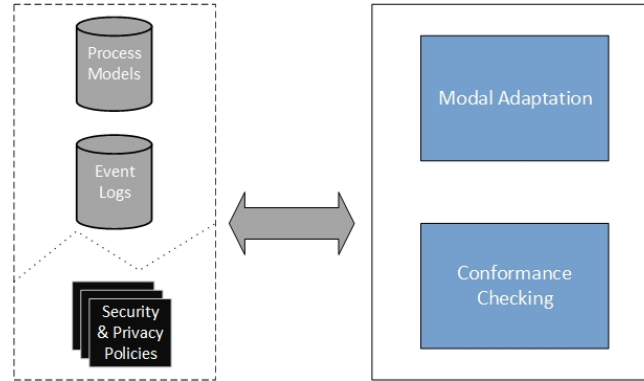 Process
Models
Event
Logs
Security
& Privacy
Policies
Modal Adaptation
Conformance
Checking